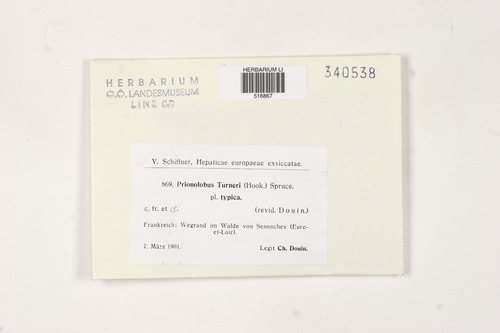 HERBARIUM
O.Ö. LANDESMUSEUM
LINZ
HERBARIUM LI
516867
340538
V. Schiffner, Hepaticae europaeae exsiccatae.
869. Prionolobus Turneri (Hook.) Spruce.
pl. typica.
c. fr. et ♂. (revid. Douin.)
Frankreich: Wegrand im Walde von Senonches (Eure-
et-Loir).
7. März 1901. Legit Ch. Douin.